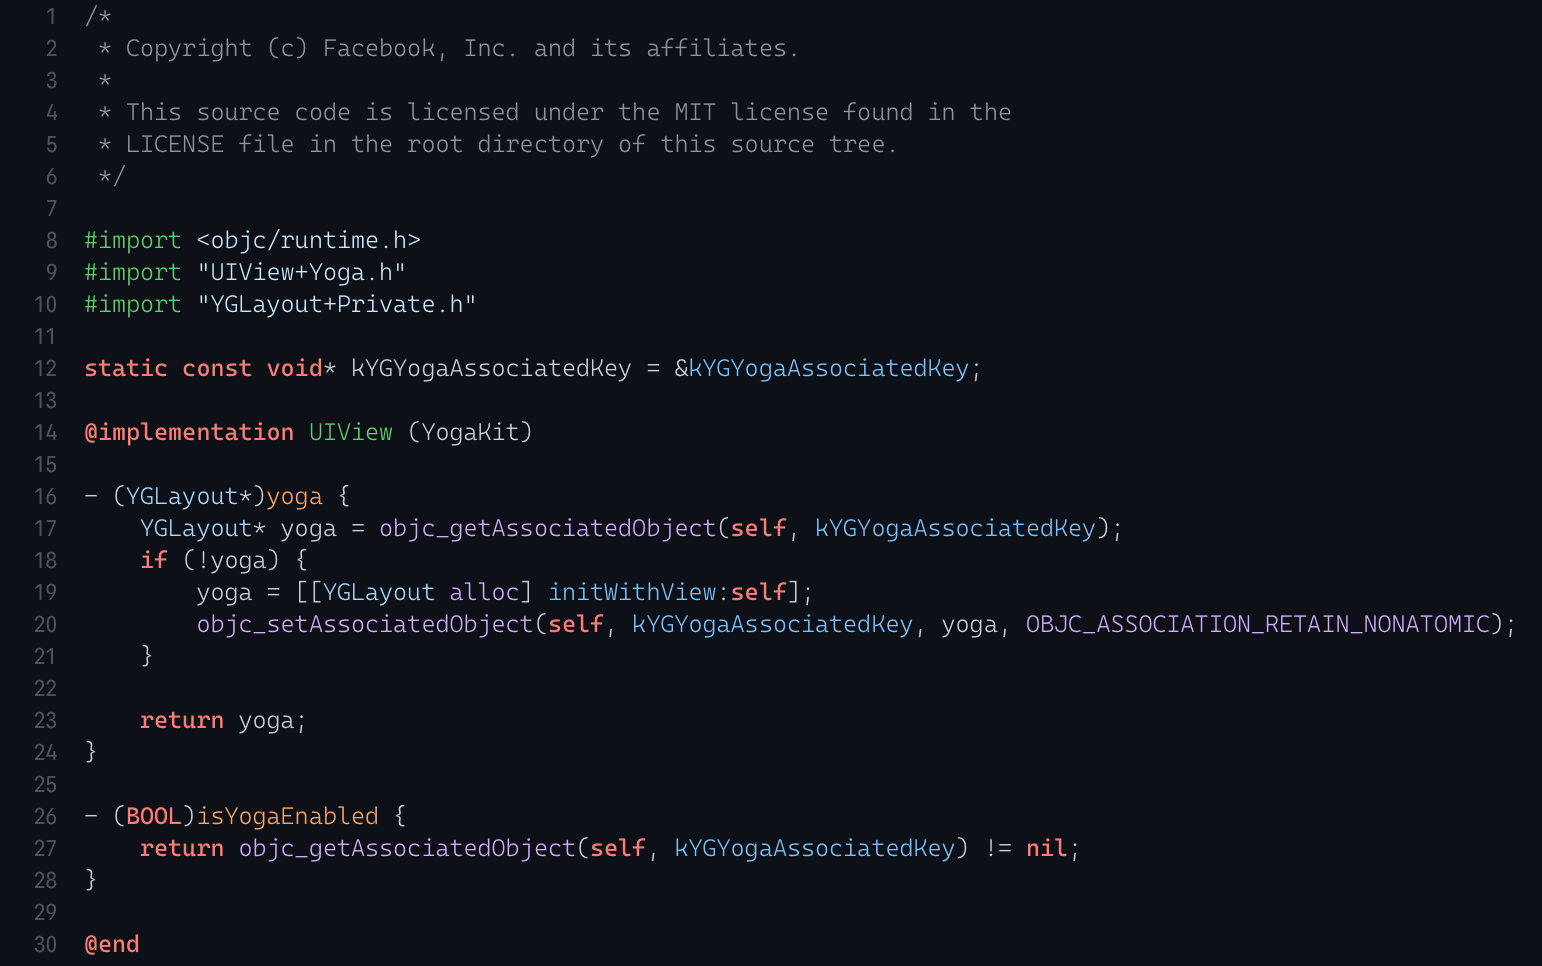 1 /*
2  * Copyright (c) Facebook, Inc. and its affiliates.
3  *
4  * This source code is licensed under the MIT license found in the
5  * LICENSE file in the root directory of this source tree.
6  */
7
8 #import <objc/runtime.h>
9 #import "UIView+Yoga.h"
10 #import "YGLayout+Private.h"
11
12 static const void* kYGYogaAssociatedKey = &kYGYogaAssociatedKey;
13
14 @implementation UIView (YogaKit)
15
16 - (YGLayout*)yoga {
17     YGLayout* yoga = objc_getAssociatedObject(self, kYGYogaAssociatedKey);
18     if (!yoga) {
19         yoga = [[YGLayout alloc] initWithView:self];
20         objc_setAssociatedObject(self, kYGYogaAssociatedKey, yoga, OBJC_ASSOCIATION_RETAIN_NONATOMIC);
21     }
22
23     return yoga;
24 }
25
26 - (BOOL)isYogaEnabled {
27     return objc_getAssociatedObject(self, kYGYogaAssociatedKey) != nil;
28 }
29
30 @end